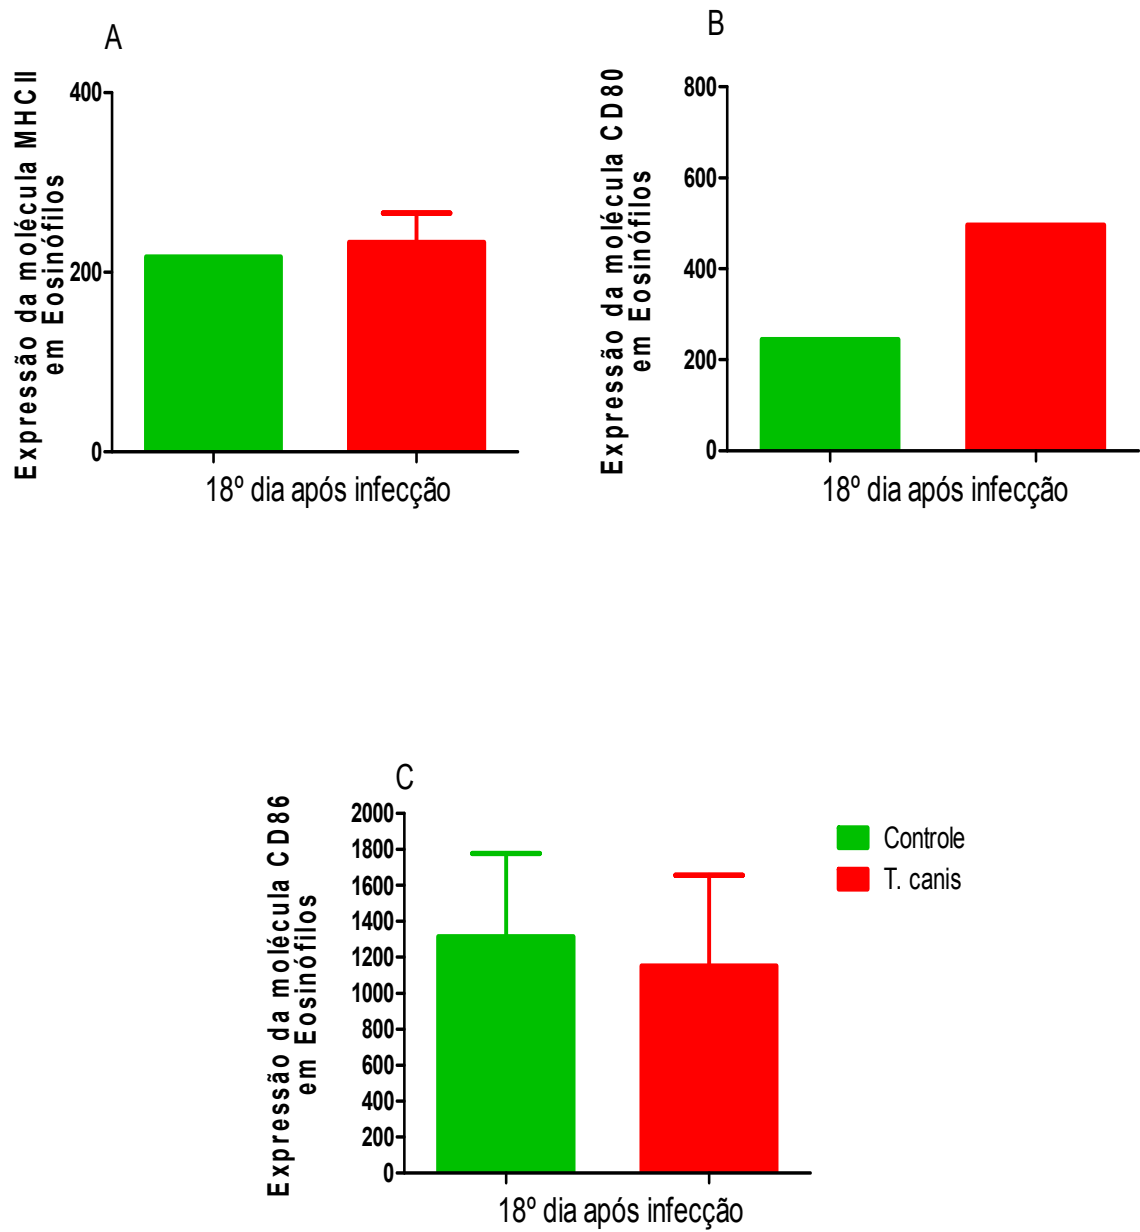 A
Expressão da molécula MHC II
em Eosinófilos
400
200
0
18º dia após infecção
B
Expressão da molécula CD80
em Eosinófilos
800
600
400
200
0
18º dia após infecção
C
Expressão da molécula CD86
em Eosinófilos
2000
1800
1600
1400
1200
1000
800
600
400
200
0
18º dia após infecção
Controle
T. canis